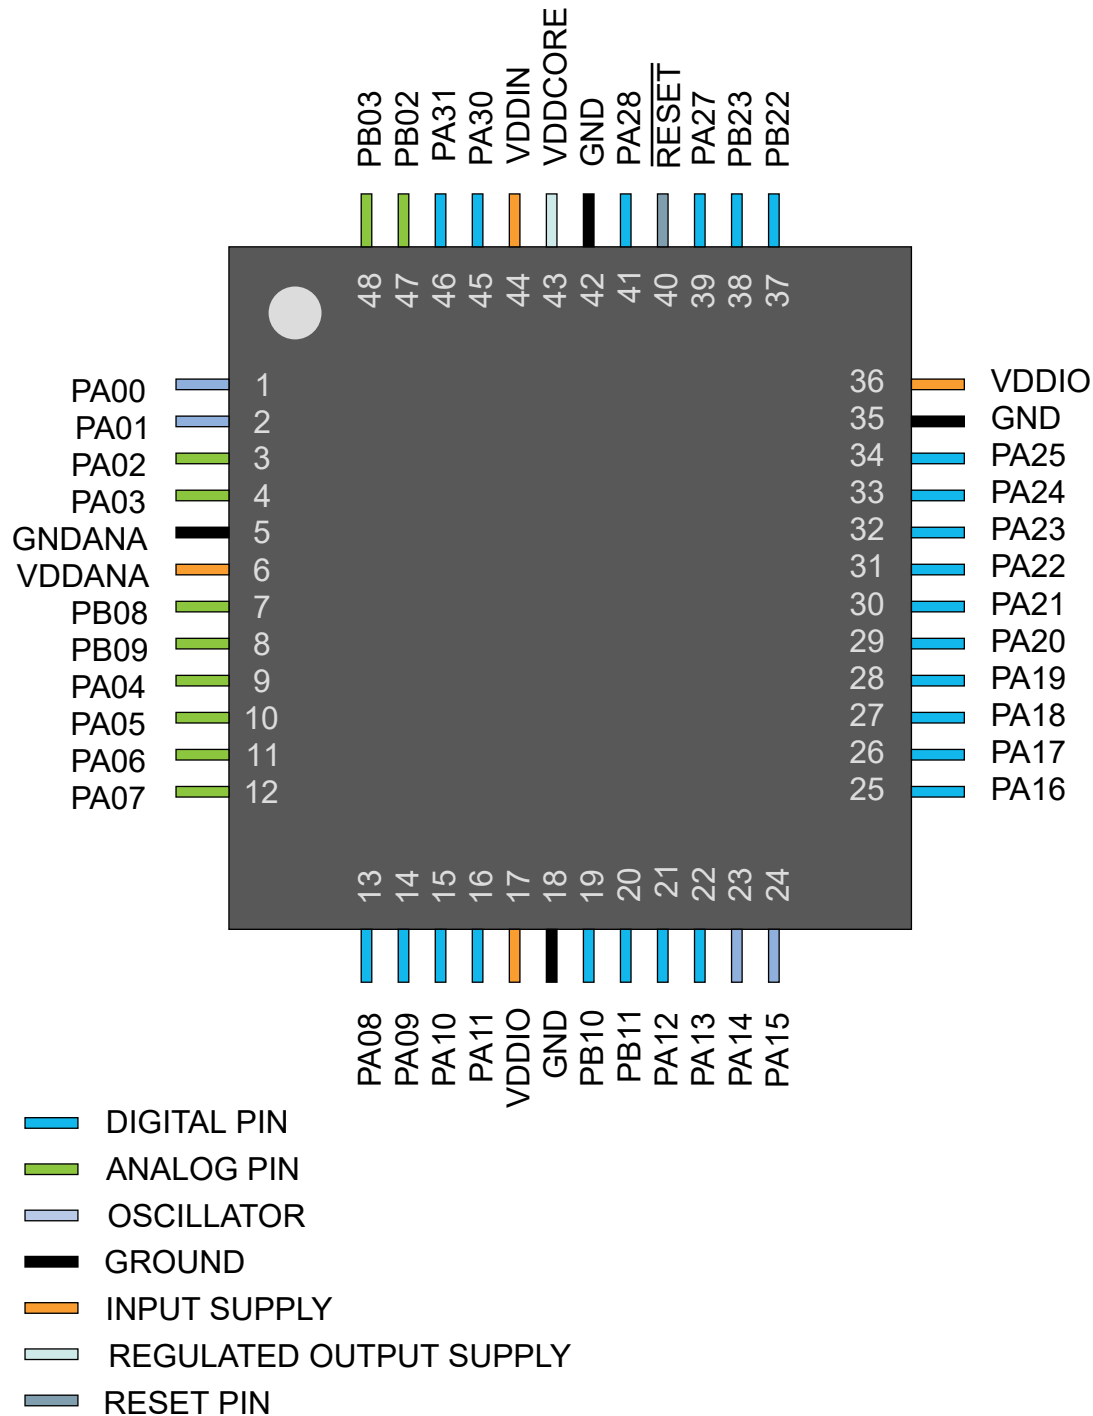 PB03
PB02
PA31
PA30
VDDIN
VDDCORE
GND
PA28
RESET
PA27
PB23
PB22
48
47
46
45
44
43
42
41
40
39
38
37
PA00 1
PA01 2
PA02 3
PA03 4
GNDANA 5
VDDANA 6
PB08 7
PB09 8
PA04 9
PA05 10
PA06 11
PA07 12
36 VDDIO
35 GND
34 PA25
33 PA24
32 PA23
31 PA22
30 PA21
29 PA20
28 PA19
27 PA18
26 PA17
25 PA16
13
14
15
16
17
18
19
20
21
22
23
24
PA08
PA09
PA10
PA11
VDDIO
GND
PB10
PB11
PA12
PA13
PA14
PA15
DIGITAL PIN
ANALOG PIN
OSCILLATOR
GROUND
INPUT SUPPLY
REGULATED OUTPUT SUPPLY
RESET PIN